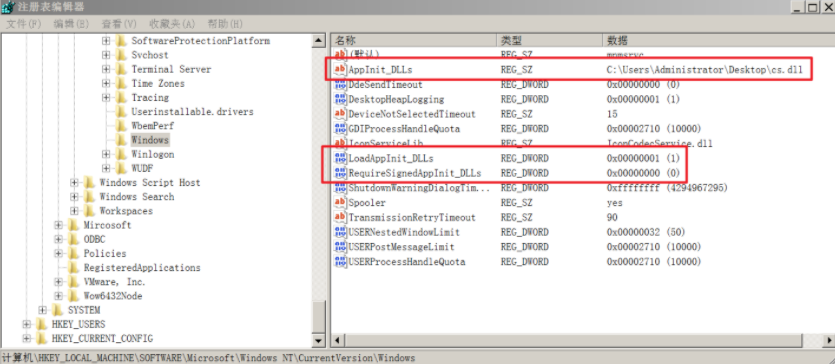 注册表编辑器
文件(F) 编辑(E) 查看(V) 收藏夹(A) 帮助(H)
SoftwareProtectionPlatform
Svchost
Terminal Server
Time Zones
Tracing
Userinstallable.drivers
WbemPerf
Windows
Winlogon
WUDF
Windows Script Host
Windows Search
Workspaces
Mircosoft
ODBC
Policies
RegisteredApplications
VMware, Inc.
Wow6432Node
SYSTEM
HKEY_USERS
HKEY_CURRENT_CONFIG
名称 类型 数据
(默认) REG_SZ mnmsrvc
AppInit_DLLs REG_SZ C:\Users\Administrator\Desktop\cs.dll
DdeSendTimeout REG_DWORD 0x00000000 (0)
DesktopHeapLogging REG_DWORD 0x00000001 (1)
DeviceNotSelectedTimeout REG_SZ 15
GDIProcessHandleQuota REG_DWORD 0x00002710 (10000)
IconServiceLib REG_SZ IconCodecService.dll
LoadAppInit_DLLs REG_DWORD 0x00000001 (1)
RequireSignedAppInit_DLLs REG_DWORD 0x00000000 (0)
ShutdownWarningDialogTim... REG_DWORD 0xffffffff (4294967295)
Spooler REG_SZ yes
TransmissionRetryTimeout REG_SZ 90
USERNestedWindowLimit REG_DWORD 0x00000032 (50)
USERPostMessageLimit REG_DWORD 0x00002710 (10000)
USERProcessHandleQuota REG_DWORD 0x00002710 (10000)
计算机\HKEY_LOCAL_MACHINE\SOFTWARE\Microsoft\Windows NT\CurrentVersion\Windows